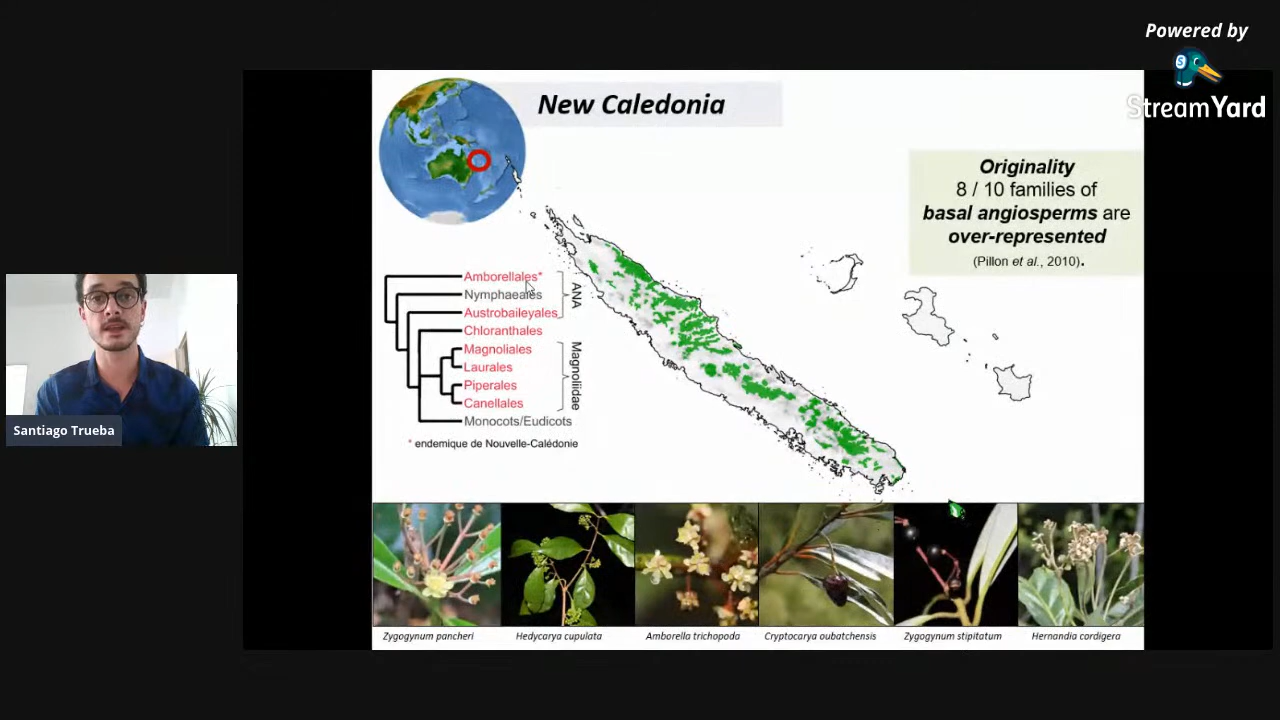 Powered by
StreamYard
New Caledonia
Originality
8 / 10 families of
basal angiosperms are
over-represented
(Pillon et al., 2010).
Amborellales*
Nymphaeales
Austrobaileyales
Chloranthales
Magnoliales
Laurales
Piperales
Canellales
Monocots/Eudicots
ANA
Magnoliidae
* endemique de Nouvelle-Calédonie
Santiago Trueba
Zygogynum pancheri
Hedycarya cupulata
Amborella trichopoda
Cryptocarya oubatchensis
Zygogynum stipitatum
Hernandia cordigera